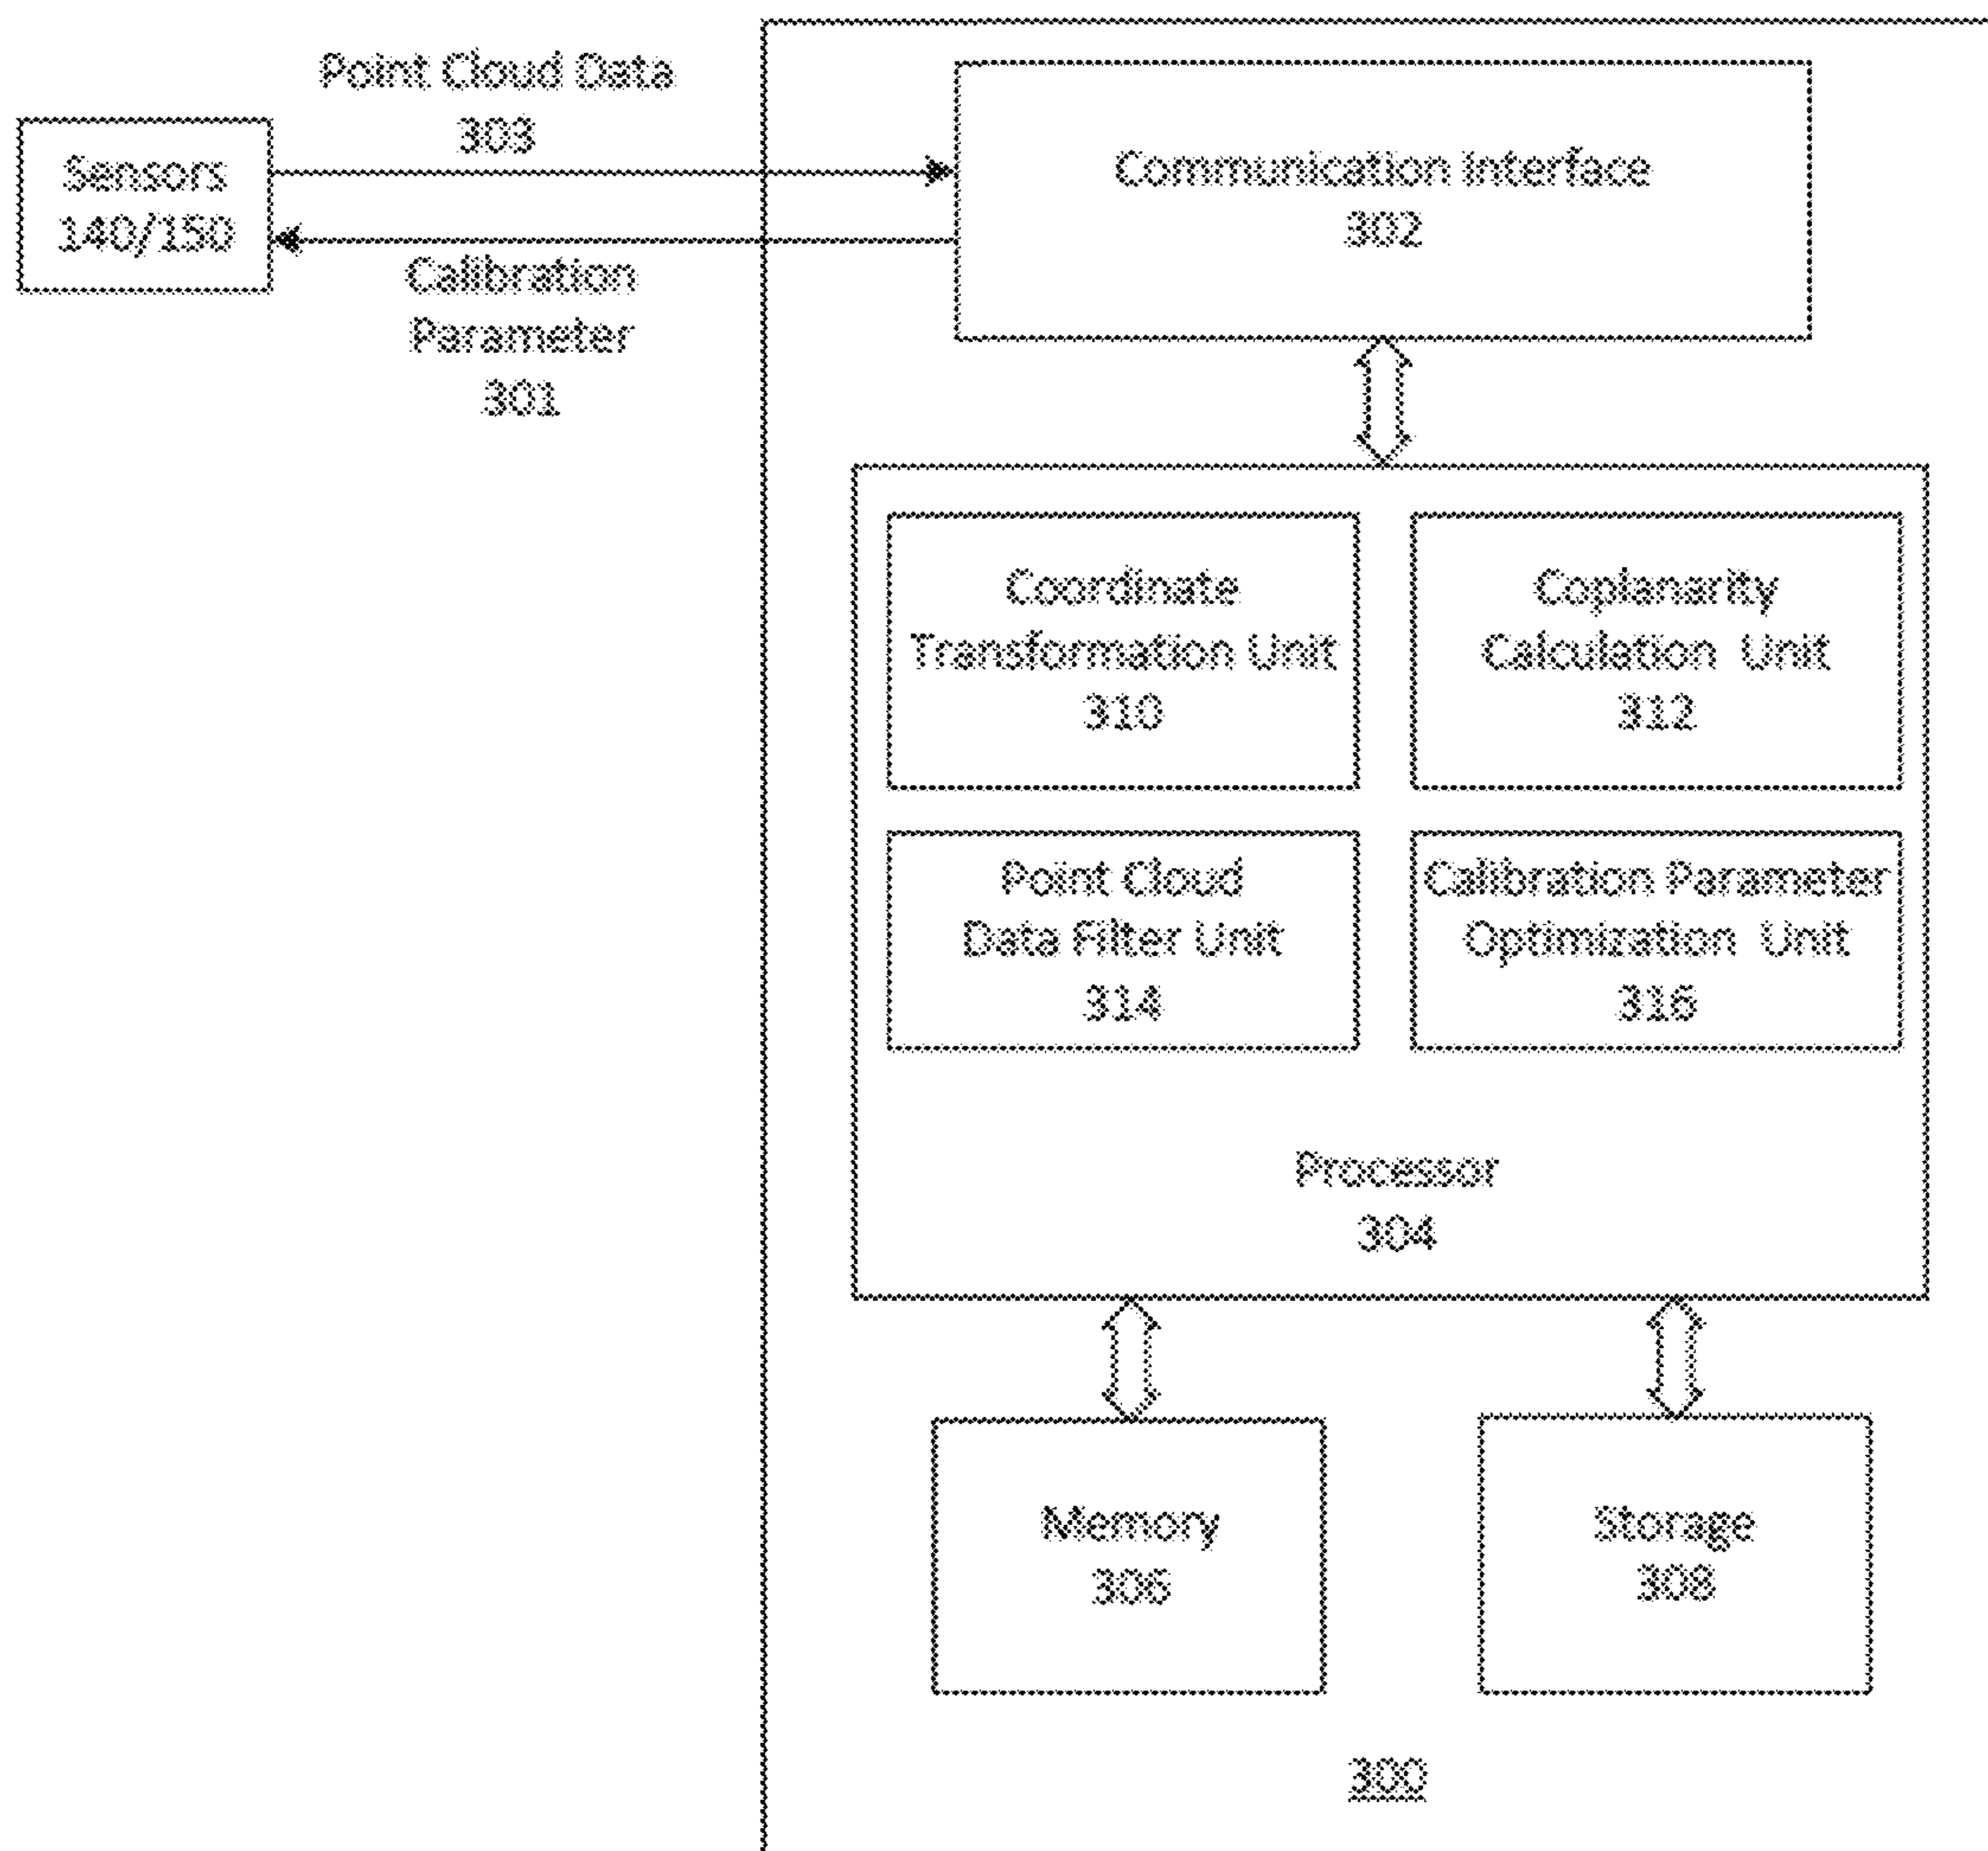 Point Cloud Data
303
Sensors
140/150
Calibration
Parameter
301
Communication Interface
302
Coordinate
Transformation Unit
310
Coplanarity
Calculation Unit
312
Point Cloud
Data Filter Unit
314
Calibration Parameter
Optimization Unit
316
Processor
304
Memory
306
Storage
308
300